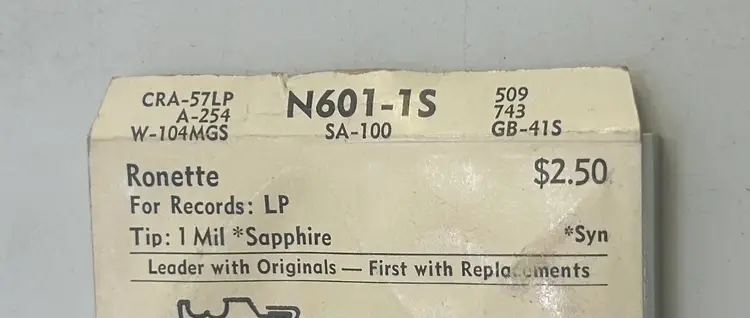 CRA-57LP
A-254
W-104MGS
N601-1S
SA-100
509
743
GB-41S
Ronette $2.50
For Records: LP
Tip: 1 Mil *Sapphire *Syn
Leader with Originals — First with Replacements